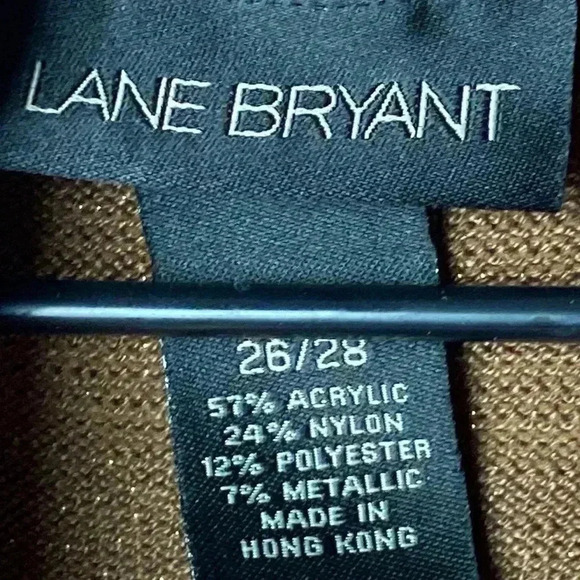 LANE BRYANT
26/28
57% ACRYLIC
24% NYLON
12% POLYESTER
7% METALLIC
MADE IN
HONG KONG